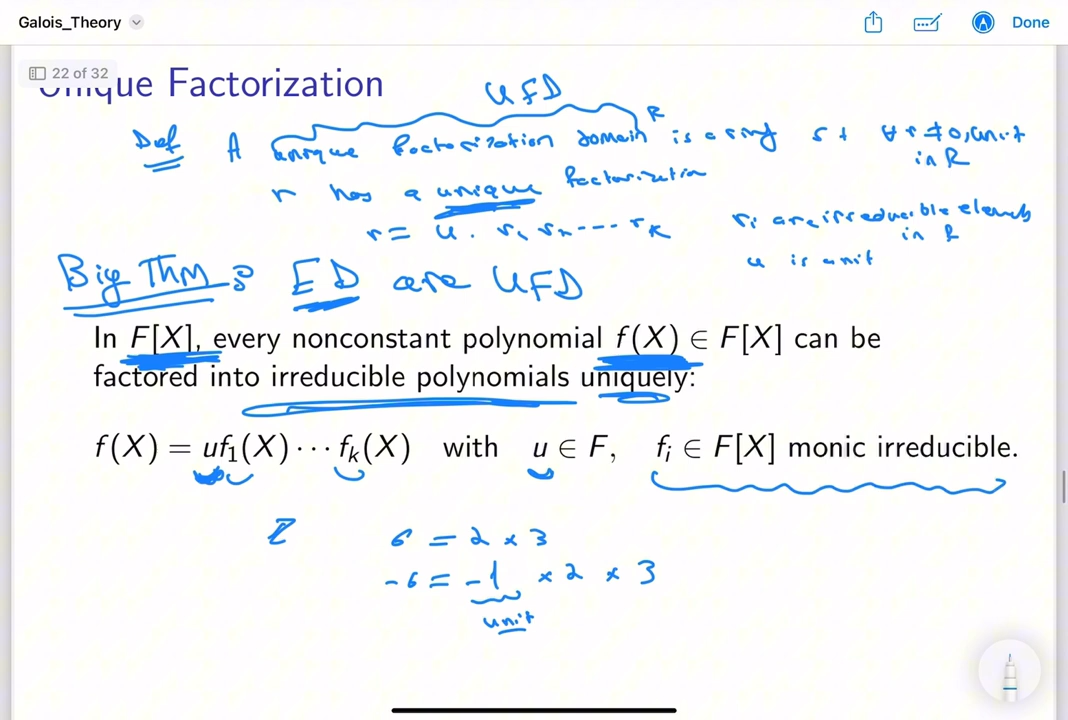 Galois_Theory
Done
22 of 32
Unique Factorization
UFD
Def A unique factorization domain R is a ring s t ∀ r ≠ 0, unit in R
r has a unique factorization
r = u . r₁ r₂ ---- r_K
rᵢ are irreducible elements in R
u is unit
Big Thm : ED are UFD
In F[X], every nonconstant polynomial f(X) ∈ F[X] can be
factored into irreducible polynomials uniquely:
f(X) = uf₁(X) ⋯ fₖ(X) with u ∈ F, fᵢ ∈ F[X] monic irreducible.
Z 6 = 2 × 3
-6 = -1 × 2 × 3
unit